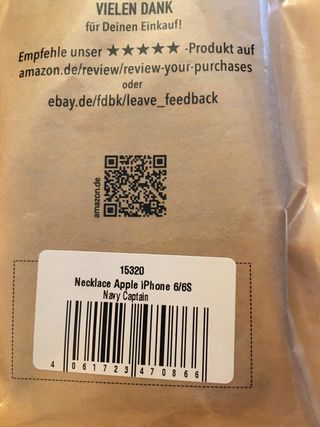 VIELEN DANK
für Deinen Einkauf!
Empfehle unser ★★★★★ -Produkt auf
amazon.de/review/review-your-purchases
oder
ebay.de/fdbk/leave_feedback
amazon.de
15320
Necklace Apple iPhone 6/6S
Navy Captain
4 061723 470866